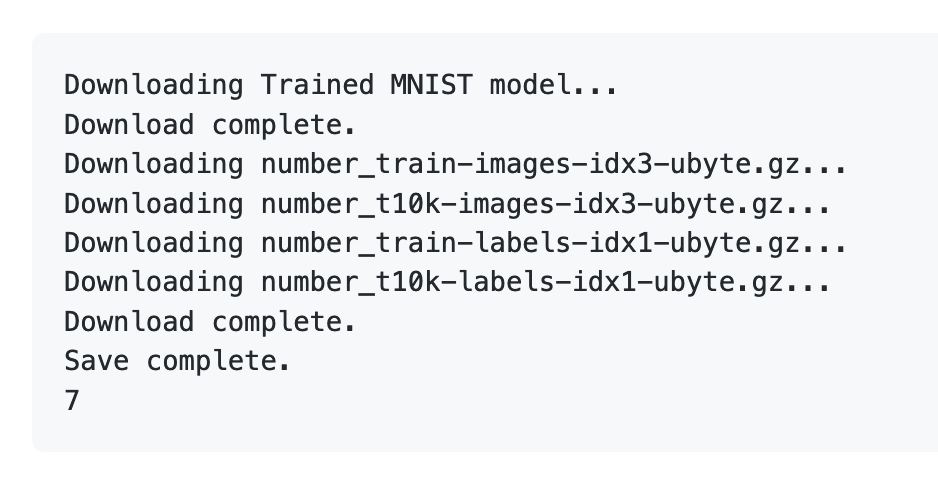 Downloading Trained MNIST model...
Download complete.
Downloading number_train-images-idx3-ubyte.gz...
Downloading number_t10k-images-idx3-ubyte.gz...
Downloading number_train-labels-idx1-ubyte.gz...
Downloading number_t10k-labels-idx1-ubyte.gz...
Download complete.
Save complete.
7